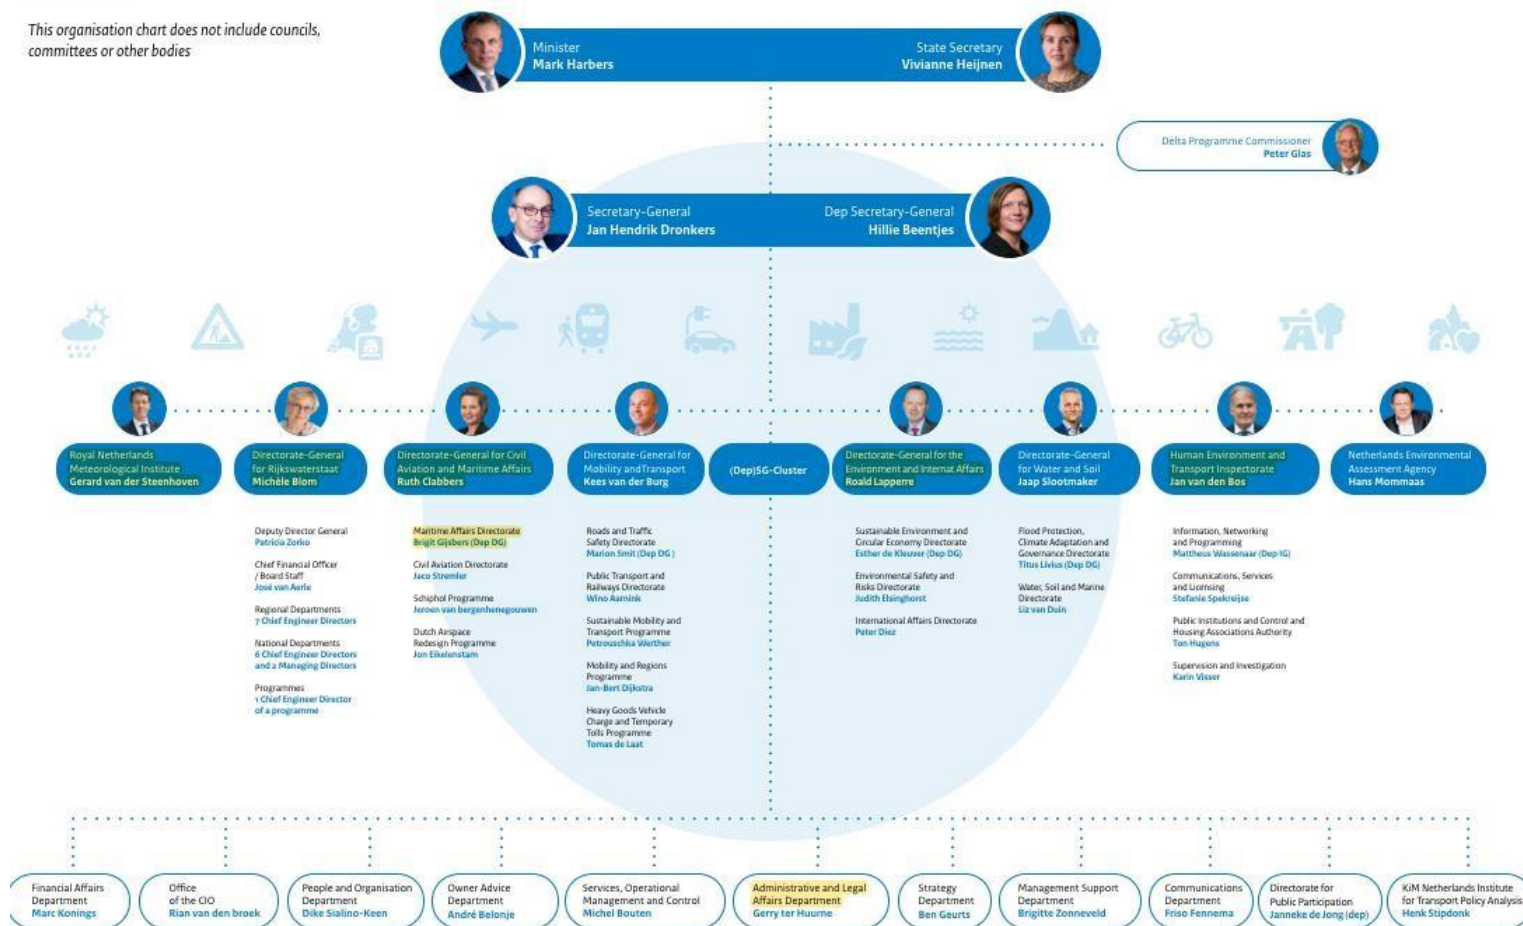 This organisation chart does not include councils,
committees or other bodies
Minister
Mark Harbers
State Secretary
Vivianne Heijnen
Delta Programme Commissioner
Peter Glas
Secretary-General
Jan Hendrik Dronkers
Dep Secretary-General
Hillie Beentjes
Royal Netherlands
Meteorological Institute
Gerard van der Steenhoven
Directorate-General
for Rijkswaterstaat
Michèle Blom
Directorate-General for Civil
Aviation and Maritime Affairs
Ruth Clabbers
Directorate-General for
Mobility andTransport
Kees van der Burg
(Dep)SG-Cluster
Directorate-General for the
Environment and Internat Affairs
Roald Lapperre
Directorate-General
for Water and Soil
Jaap Slootmaker
Human Environment and
Transport Inspectorate
Jan van den Bos
Netherlands Environmental
Assessment Agency
Hans Mommaas
Deputy Director General
Patricia Zorko
Chief Financial Officer
/ Board Staff
José van Aerle
Regional Departments
7 Chief Engineer Directors
National Departments
6 Chief Engineer Directors
and 2 Managing Directors
Programmes
1 Chief Engineer Director
of a programme
Maritime Affairs Directorate
Brigit Gijsbers (Dep DG)
Civil Aviation Directorate
Jaco Stremler
Schiphol Programme
Jeroen van bergenhenegouwen
Dutch Airspace
Redesign Programme
Jon Eikelenstam
Roads and Traffic
Safety Directorate
Marion Smit (Dep DG )
Public Transport and
Railways Directorate
Wino Aarnink
Sustainable Mobility and
Transport Programme
Petrouschka Werther
Mobility and Regions
Programme
Jan-Bert Dijkstra
Heavy Goods Vehicle
Charge and Temporary
Tolls Programme
Tomas de Laat
Sustainable Environment and
Circular Economy Directorate
Esther de Kleuver (Dep DG)
Environmental Safety and
Risks Directorate
Judith Elsinghorst
International Affairs Directorate
Peter Diez
Flood Protection,
Climate Adaptation and
Governance Directorate
Titus Livius (Dep DG)
Water, Soil and Marine
Directorate
Liz van Duin
Information, Networking
and Programming
Mattheus Wassenaar (Dep IG)
Communications, Services
and Licensing
Stefanie Spekreijse
Public Institutions and Control and
Housing Associations Authority
Ton Hugens
Supervision and Investigation
Karin Visser
Financial Affairs
Department
Marc Konings
Office
of the CIO
Rian van den broek
People and Organisation
Department
Dike Sialino-Keen
Owner Advice
Department
André Belonje
Services, Operational
Management and Control
Michel Bouten
Administrative and Legal
Affairs Department
Gerry ter Huurne
Strategy
Department
Ben Geurts
Management Support
Department
Brigitte Zonneveld
Communications
Department
Friso Fennema
Directorate for
Public Participation
Janneke de Jong (dep)
KiM Netherlands Institute
for Transport Policy Analysis
Henk Stipdonk